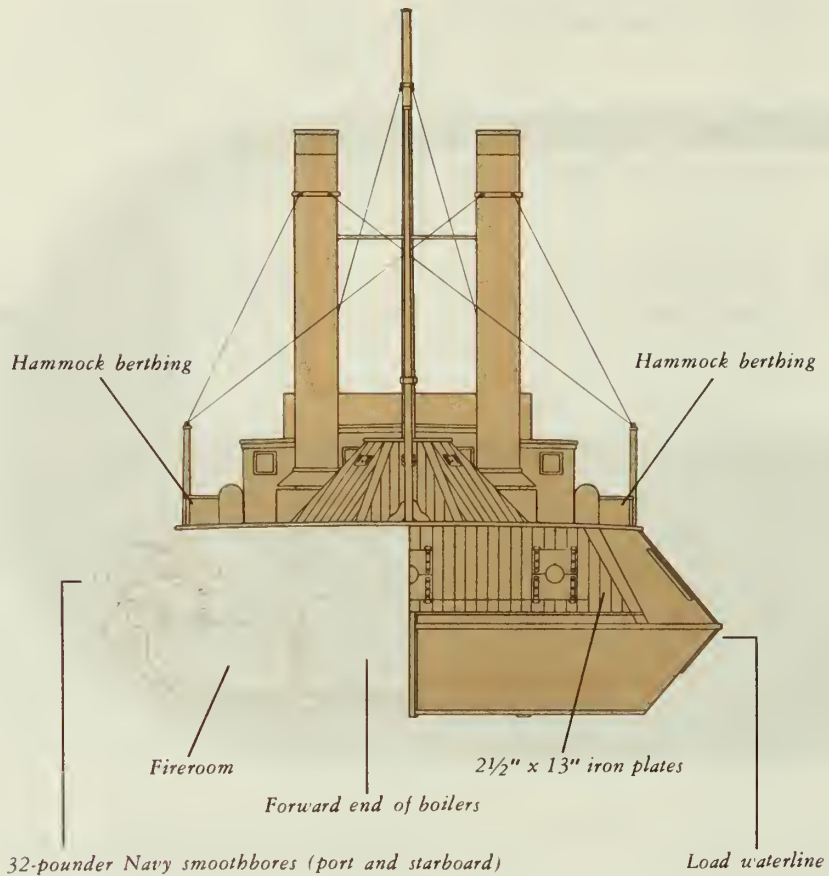 Hammock berthing
Hammock berthing
Fireroom
2½" x 13" iron plates
Forward end of boilers
32-pounder Navy smoothbores (port and starboard)
Load waterline